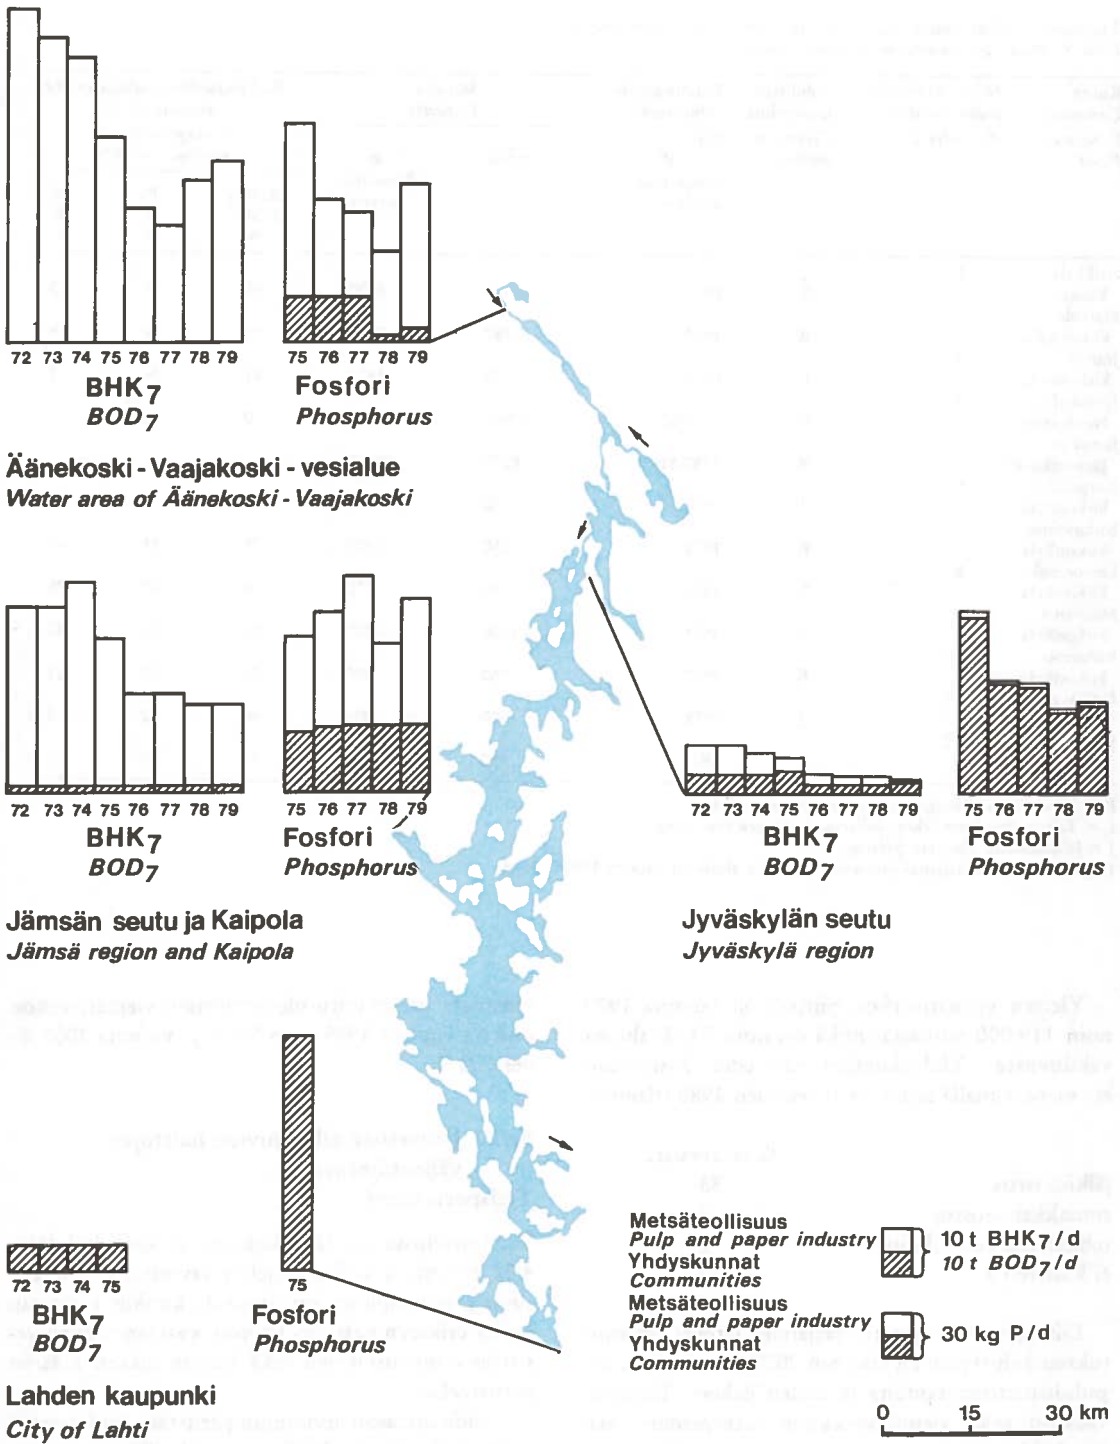 72 73 74 75 76 77 78 79
BHK7
BOD7
75 76 77 78 79
Fosfori
Phosphorus
Äänekoski - Vaajakoski - vesialue
Water area of Äänekoski - Vaajakoski
72 73 74 75 76 77 78 79
BHK7
BOD7
75 76 77 78 79
Fosfori
Phosphorus
Jämsän seutu ja Kaipola
Jämsä region and Kaipola
72 73 74 75 76 77 78 79
BHK7
BOD7
75 76 77 78 79
Fosfori
Phosphorus
Jyväskylän seutu
Jyväskylä region
72 73 74 75
BHK7
BOD7
75
Fosfori
Phosphorus
Lahden kaupunki
City of Lahti
Metsäteollisuus
Pulp and paper industry
Yhdyskunnat
Communities
10 t BHK7/d
10 t BOD7/d
Metsäteollisuus
Pulp and paper industry
Yhdyskunnat
Communities
30 kg P/d
0 15 30 km